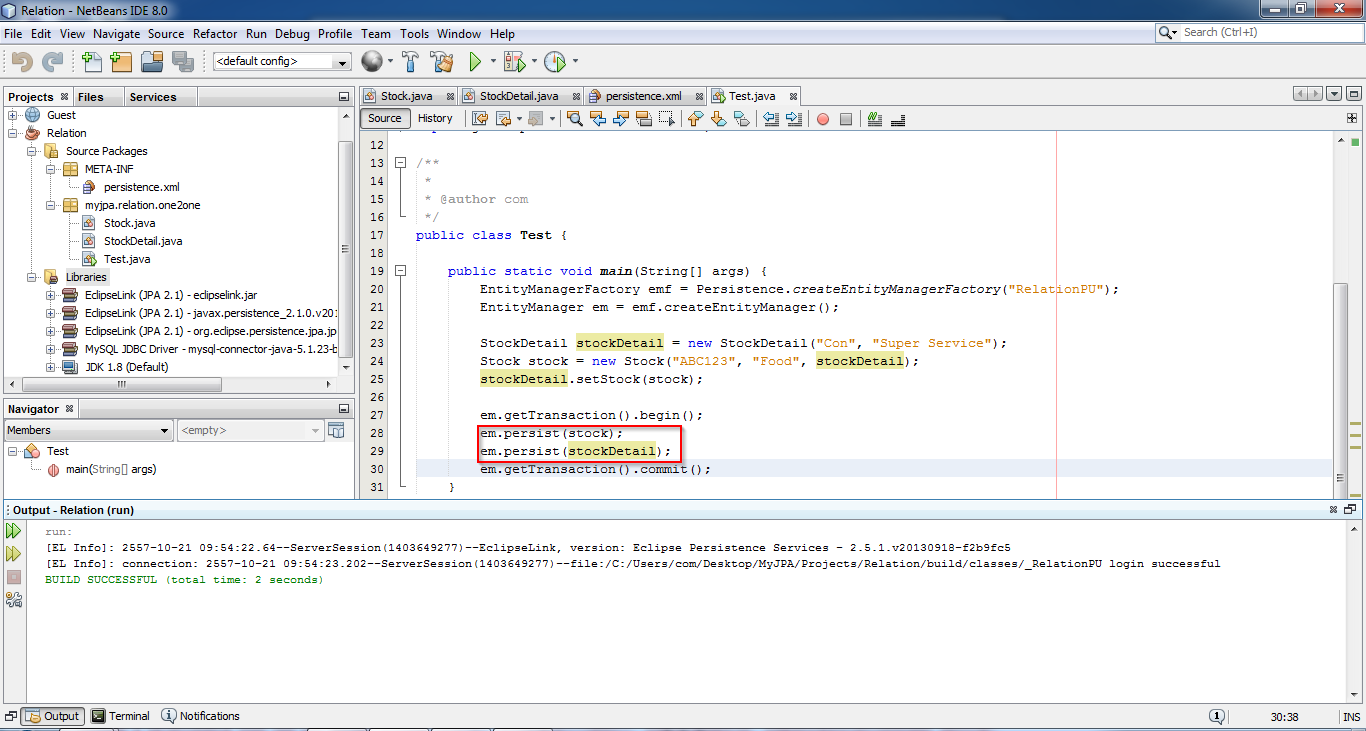 Relation - NetBeans IDE 8.0
File Edit View Navigate Source Refactor Run Debug Profile Team Tools Window Help
Search (Ctrl+I)
<default config>
Projects Files Services
Guest
Relation
Source Packages
META-INF
persistence.xml
myjpa.relation.one2one
Stock.java
StockDetail.java
Test.java
Libraries
EclipseLink (JPA 2.1) - eclipselink.jar
EclipseLink (JPA 2.1) - javax.persistence_2.1.0.v201
EclipseLink (JPA 2.1) - org.eclipse.persistence.jpa.jp
MySQL JDBC Driver - mysql-connector-java-5.1.23-b
JDK 1.8 (Default)
Navigator
Members <empty>
Test
main(String[] args)
Stock.java StockDetail.java persistence.xml Test.java
Source History
12
13 /**
14 *
15 * @author com
16 */
17 public class Test {
18
19 public static void main(String[] args) {
20 EntityManagerFactory emf = Persistence.createEntityManagerFactory("RelationPU");
21 EntityManager em = emf.createEntityManager();
22
23 StockDetail stockDetail = new StockDetail("Con", "Super Service");
24 Stock stock = new Stock("ABC123", "Food", stockDetail);
25 stockDetail.setStock(stock);
26
27 em.getTransaction().begin();
28 em.persist(stock);
29 em.persist(stockDetail);
30 em.getTransaction().commit();
31 }
Output - Relation (run)
run:
[EL Info]: 2557-10-21 09:54:22.64--ServerSession(1403649277)--EclipseLink, version: Eclipse Persistence Services - 2.5.1.v20130918-f2b9fc5
[EL Info]: connection: 2557-10-21 09:54:23.202--ServerSession(1403649277)--file:/C:/Users/com/Desktop/MyJPA/Projects/Relation/build/classes/_RelationPU login successful
BUILD SUCCESSFUL (total time: 2 seconds)
Output Terminal Notifications
1 30:38 INS